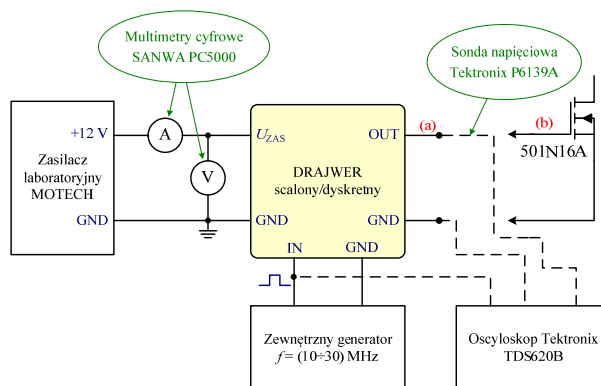 Multimetry cyfrowe
SANWA PC5000
Sonda napięciowa
Tektronix P6139A
+12 V
A
U_ZAS
OUT
(a)
(b)
501N16A
Zasilacz
laboratoryjny
MOTECH
V
DRAJWER
scalony/dyskretny
GND
GND
GND
IN
GND
Zewnętrzny generator
f = (10÷30) MHz
Oscyloskop Tektronix
TDS620B